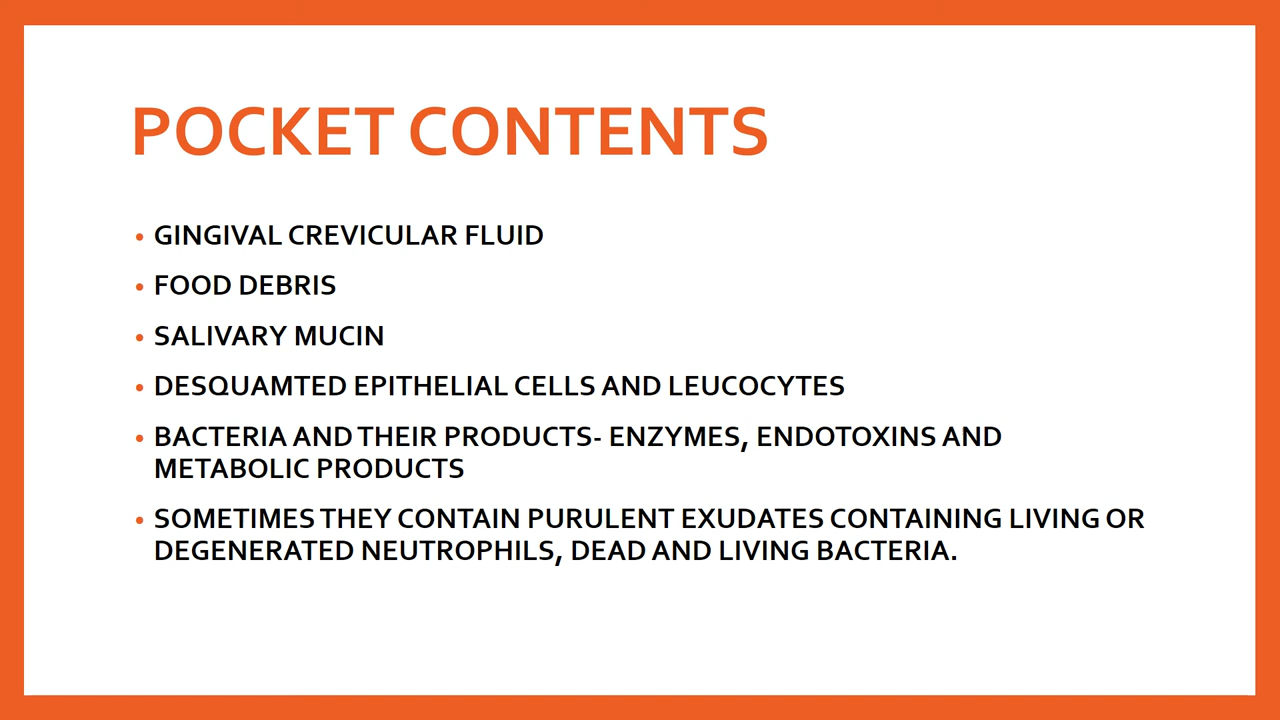 POCKET CONTENTS
• GINGIVAL CREVICULAR FLUID
• FOOD DEBRIS
• SALIVARY MUCIN
• DESQUAMTED EPITHELIAL CELLS AND LEUCOCYTES
• BACTERIA AND THEIR PRODUCTS- ENZYMES, ENDOTOXINS AND
METABOLIC PRODUCTS
• SOMETIMES THEY CONTAIN PURULENT EXUDATES CONTAINING LIVING OR
DEGENERATED NEUTROPHILS, DEAD AND LIVING BACTERIA.